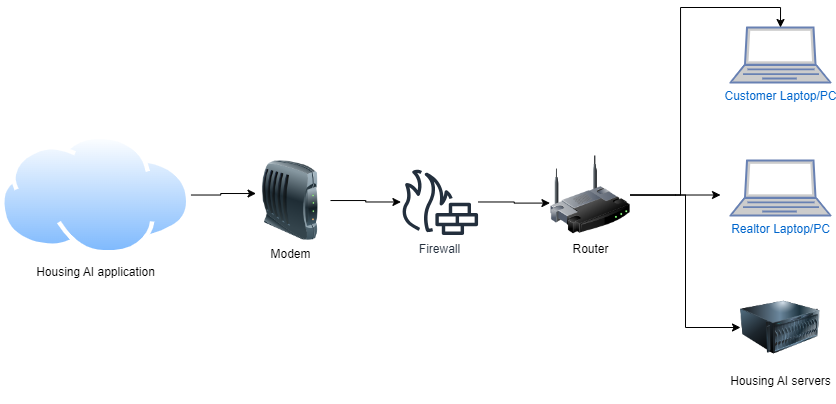 Customer Laptop/PC
Realtor Laptop/PC
Housing AI application
Modem
Firewall
Router
Housing AI servers